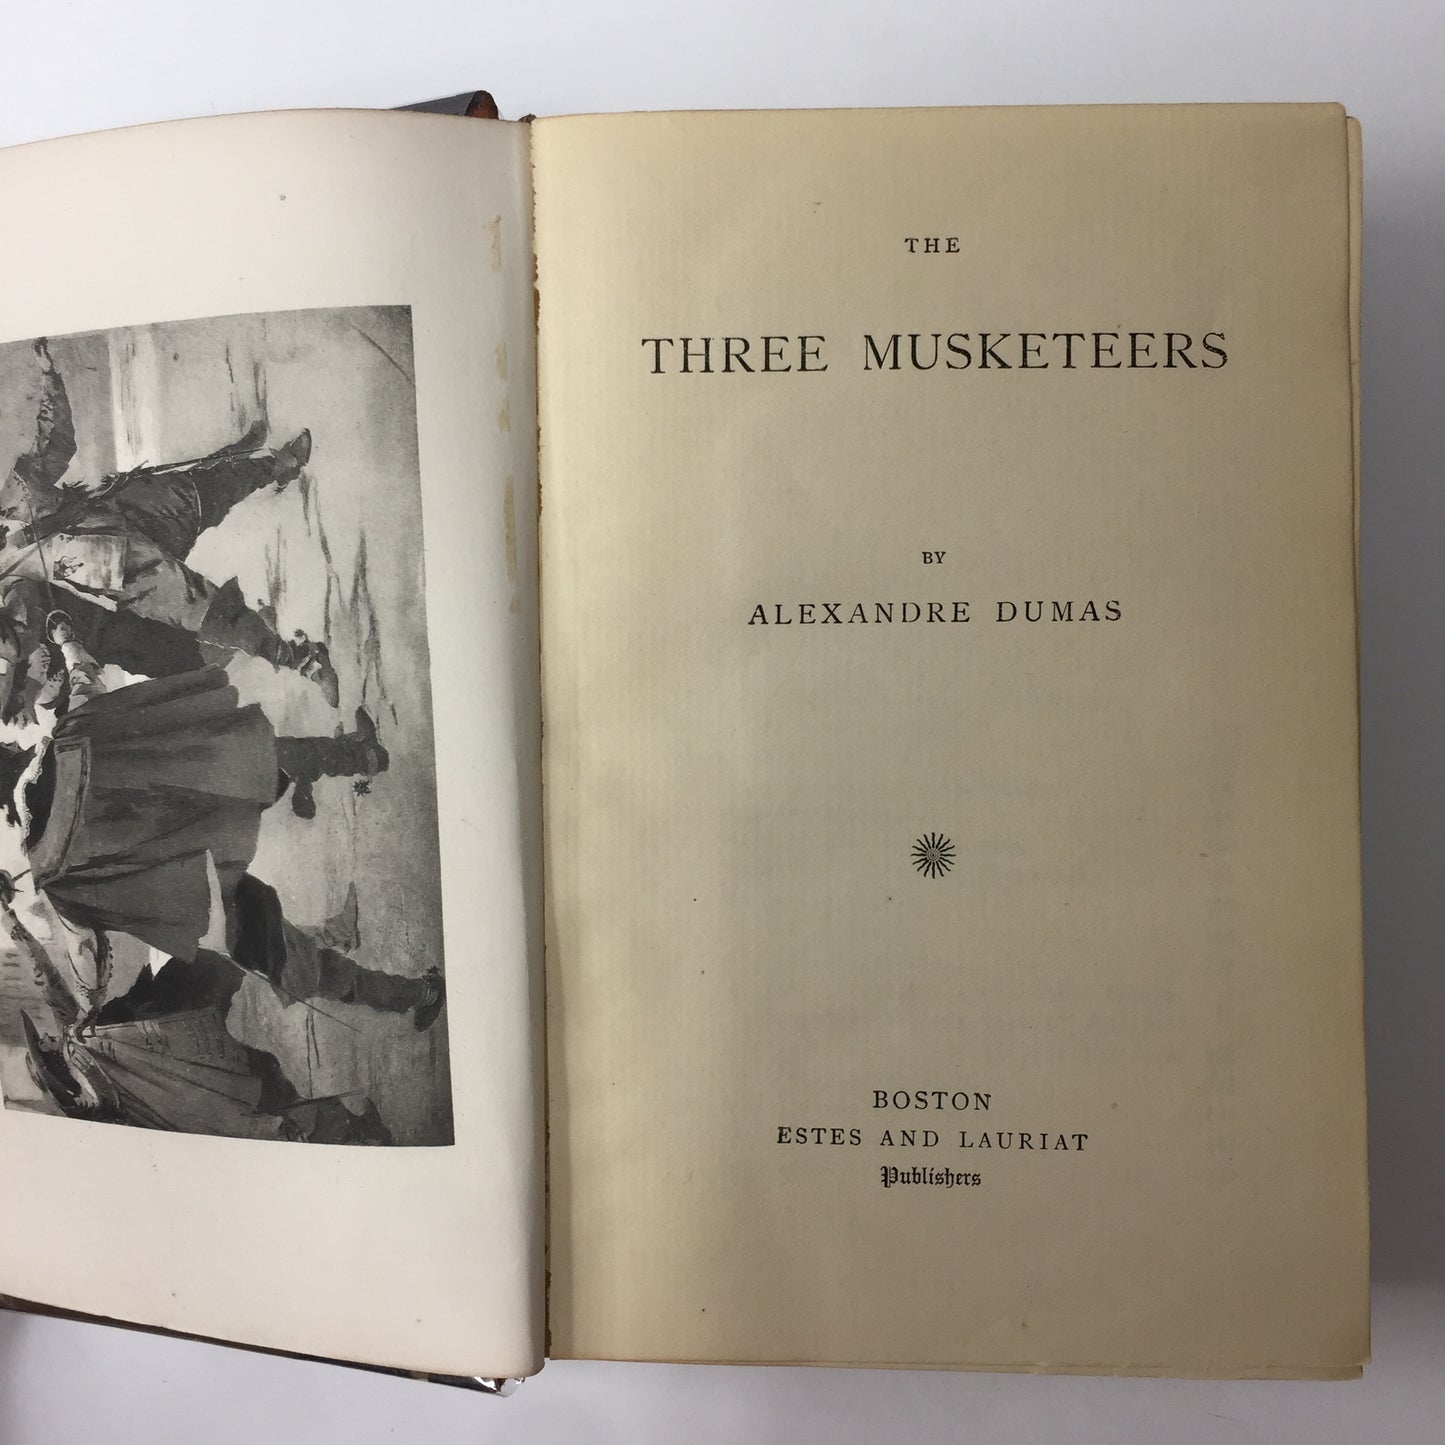 THE
THREE MUSKETEERS
BY
ALEXANDRE DUMAS
BOSTON
ESTES AND LAURIAT
Publishers